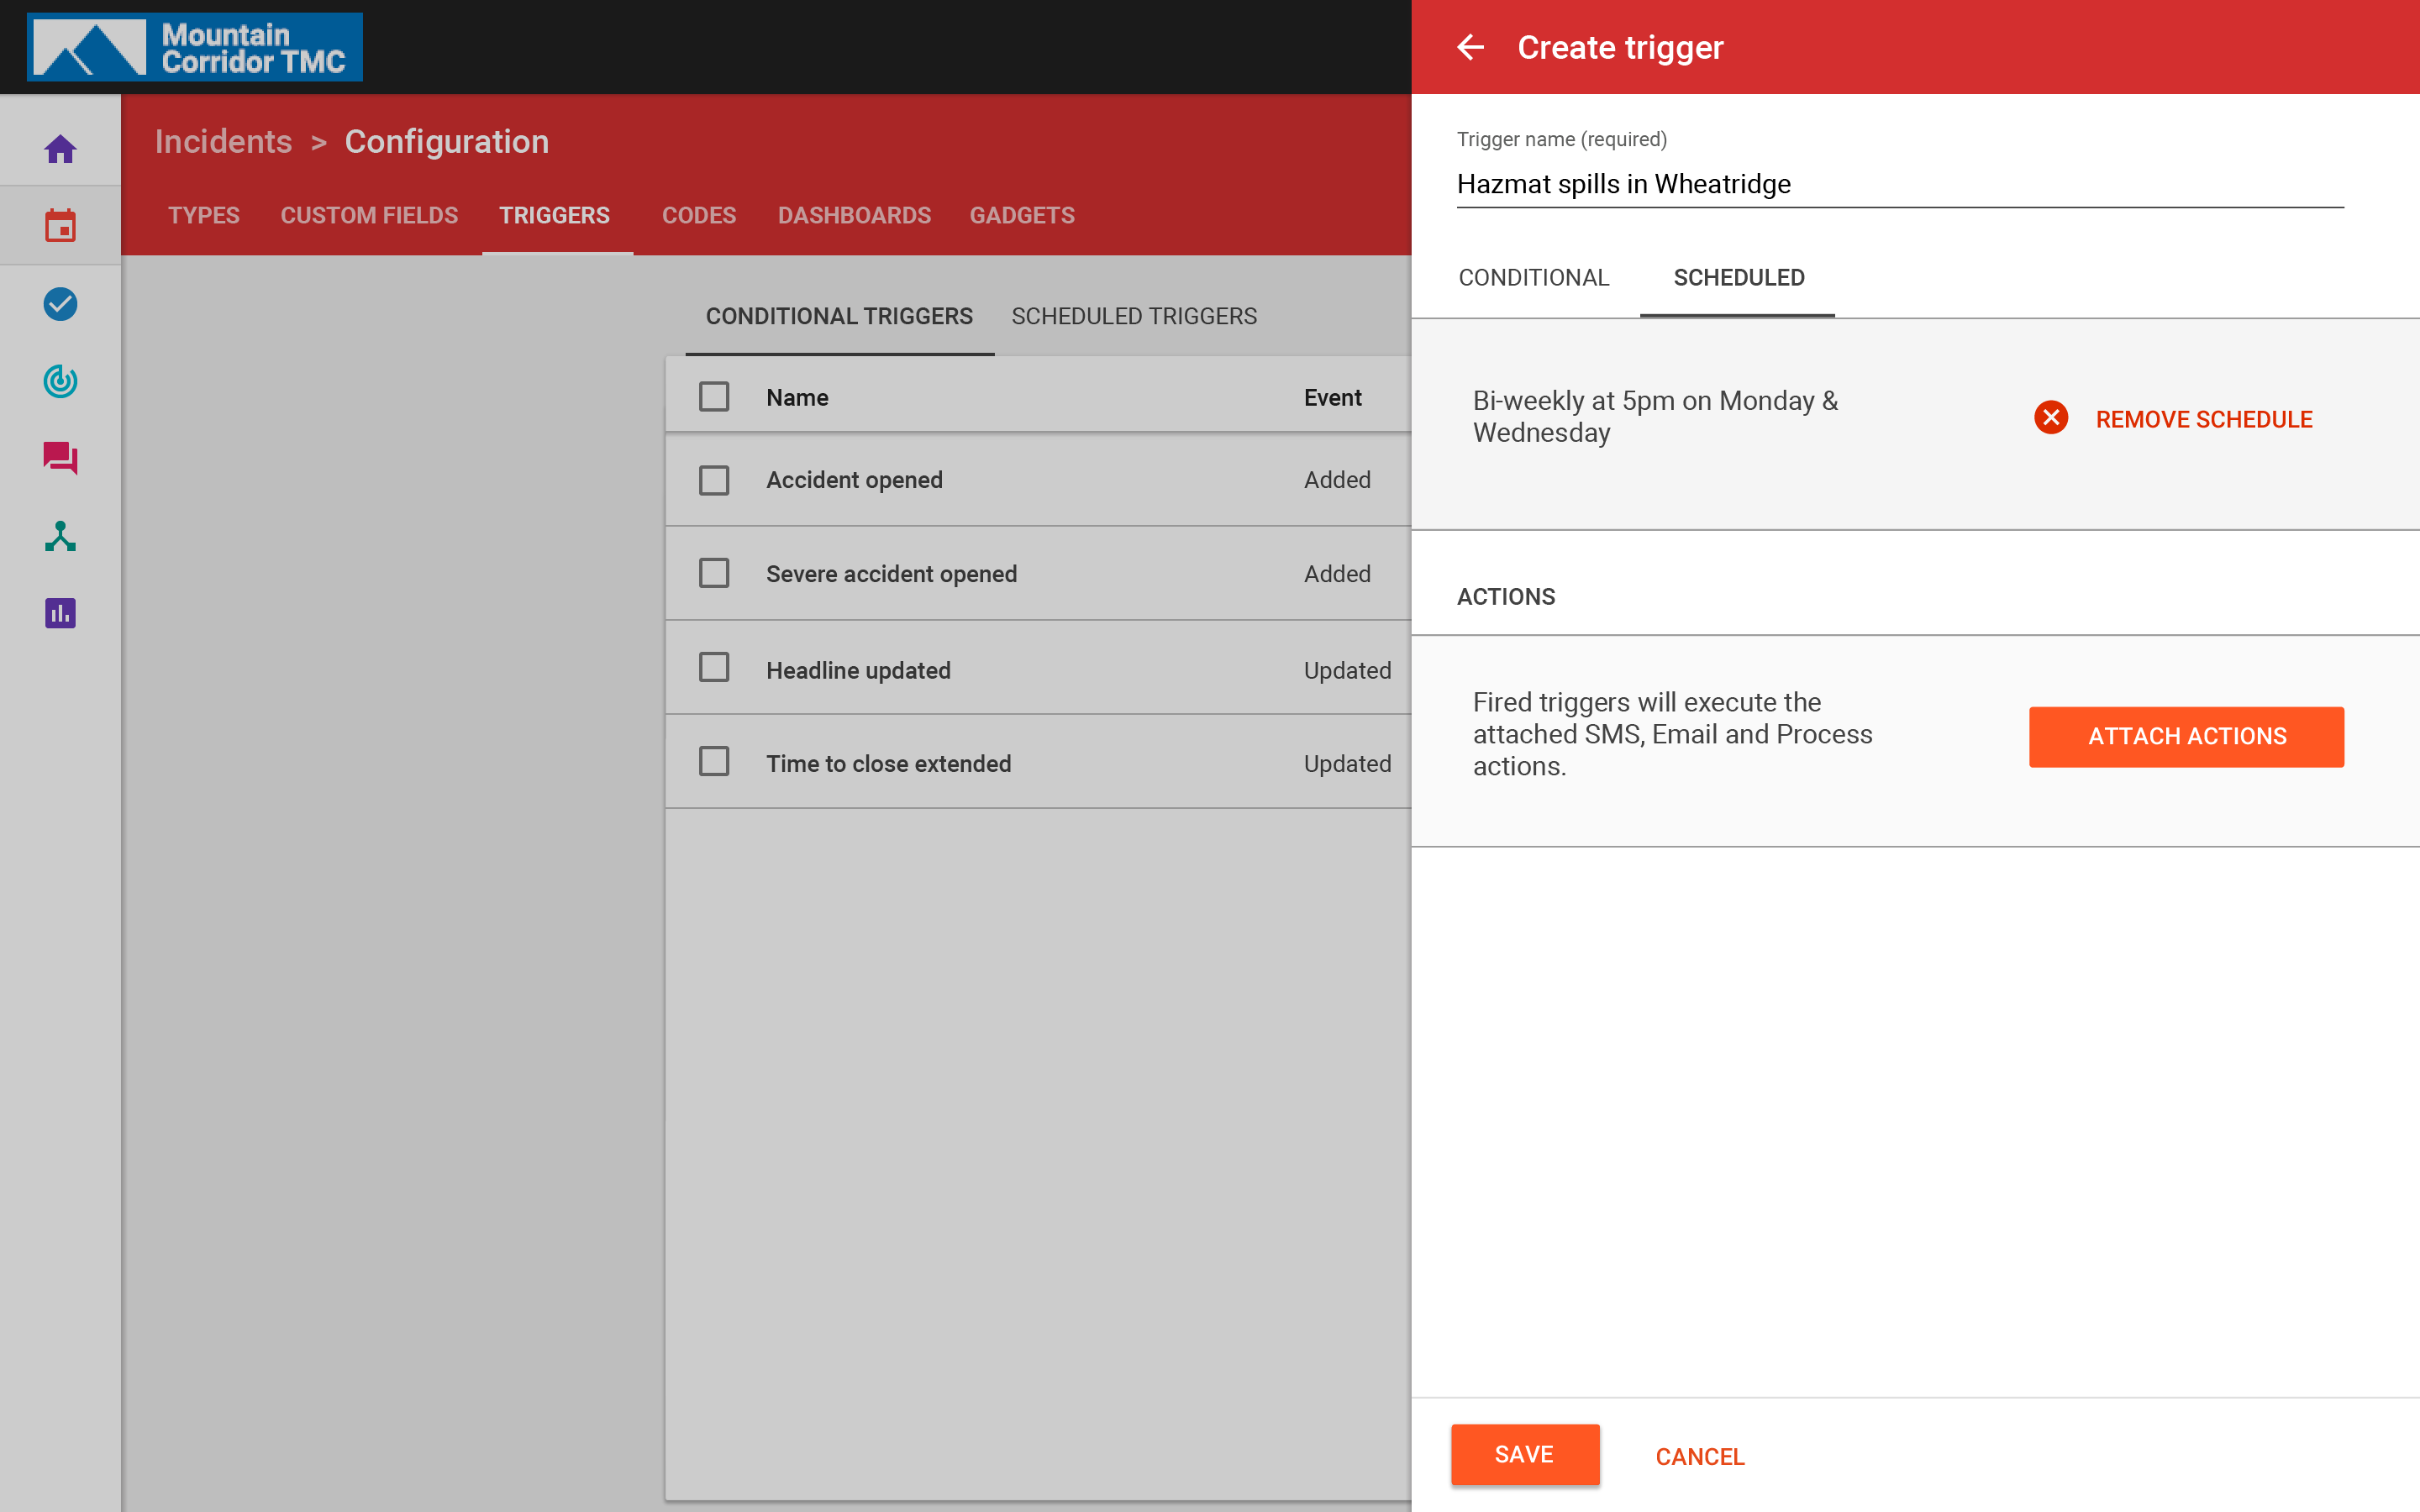 Mountain
Corridor TMC
Incidents > Configuration
TYPES CUSTOM FIELDS TRIGGERS CODES DASHBOARDS GADGETS
CONDITIONAL TRIGGERS SCHEDULED TRIGGERS
Name Event
Accident opened Added
Severe accident opened Added
Headline updated Updated
Time to close extended Updated
Create trigger
Trigger name (required)
Hazmat spills in Wheatridge
CONDITIONAL SCHEDULED
Bi-weekly at 5pm on Monday &
Wednesday
REMOVE SCHEDULE
ACTIONS
Fired triggers will execute the
attached SMS, Email and Process
actions.
ATTACH ACTIONS
SAVE CANCEL